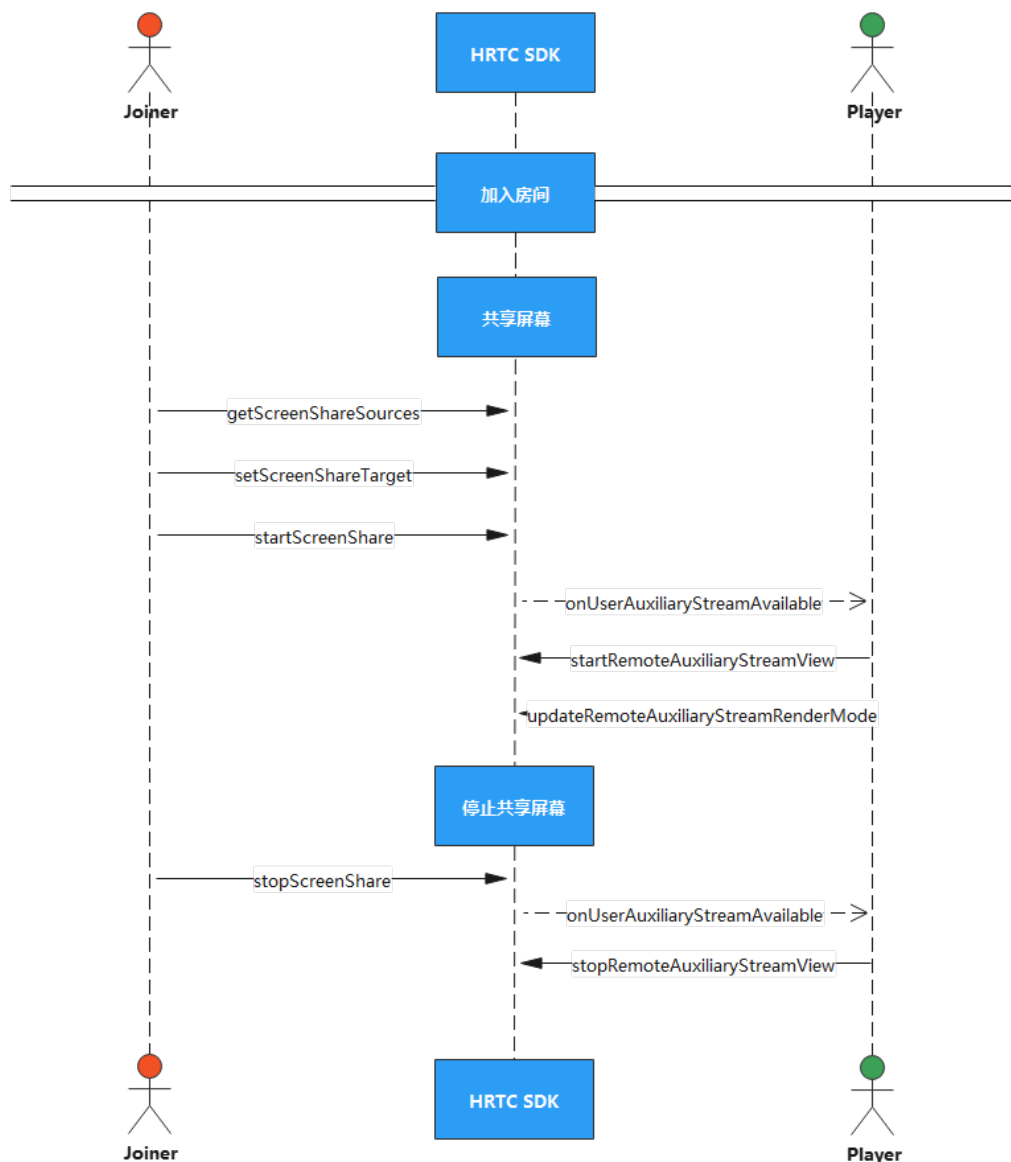 HRTC SDK
Joiner
Player
加入房间
共享屏幕
getScreenShareSources
setScreenShareTarget
startScreenShare
onUserAuxiliaryStreamAvailable
startRemoteAuxiliaryStreamView
updateRemoteAuxiliaryStreamRenderMode
停止共享屏幕
stopScreenShare
onUserAuxiliaryStreamAvailable
stopRemoteAuxiliaryStreamView
HRTC SDK
Joiner
Player